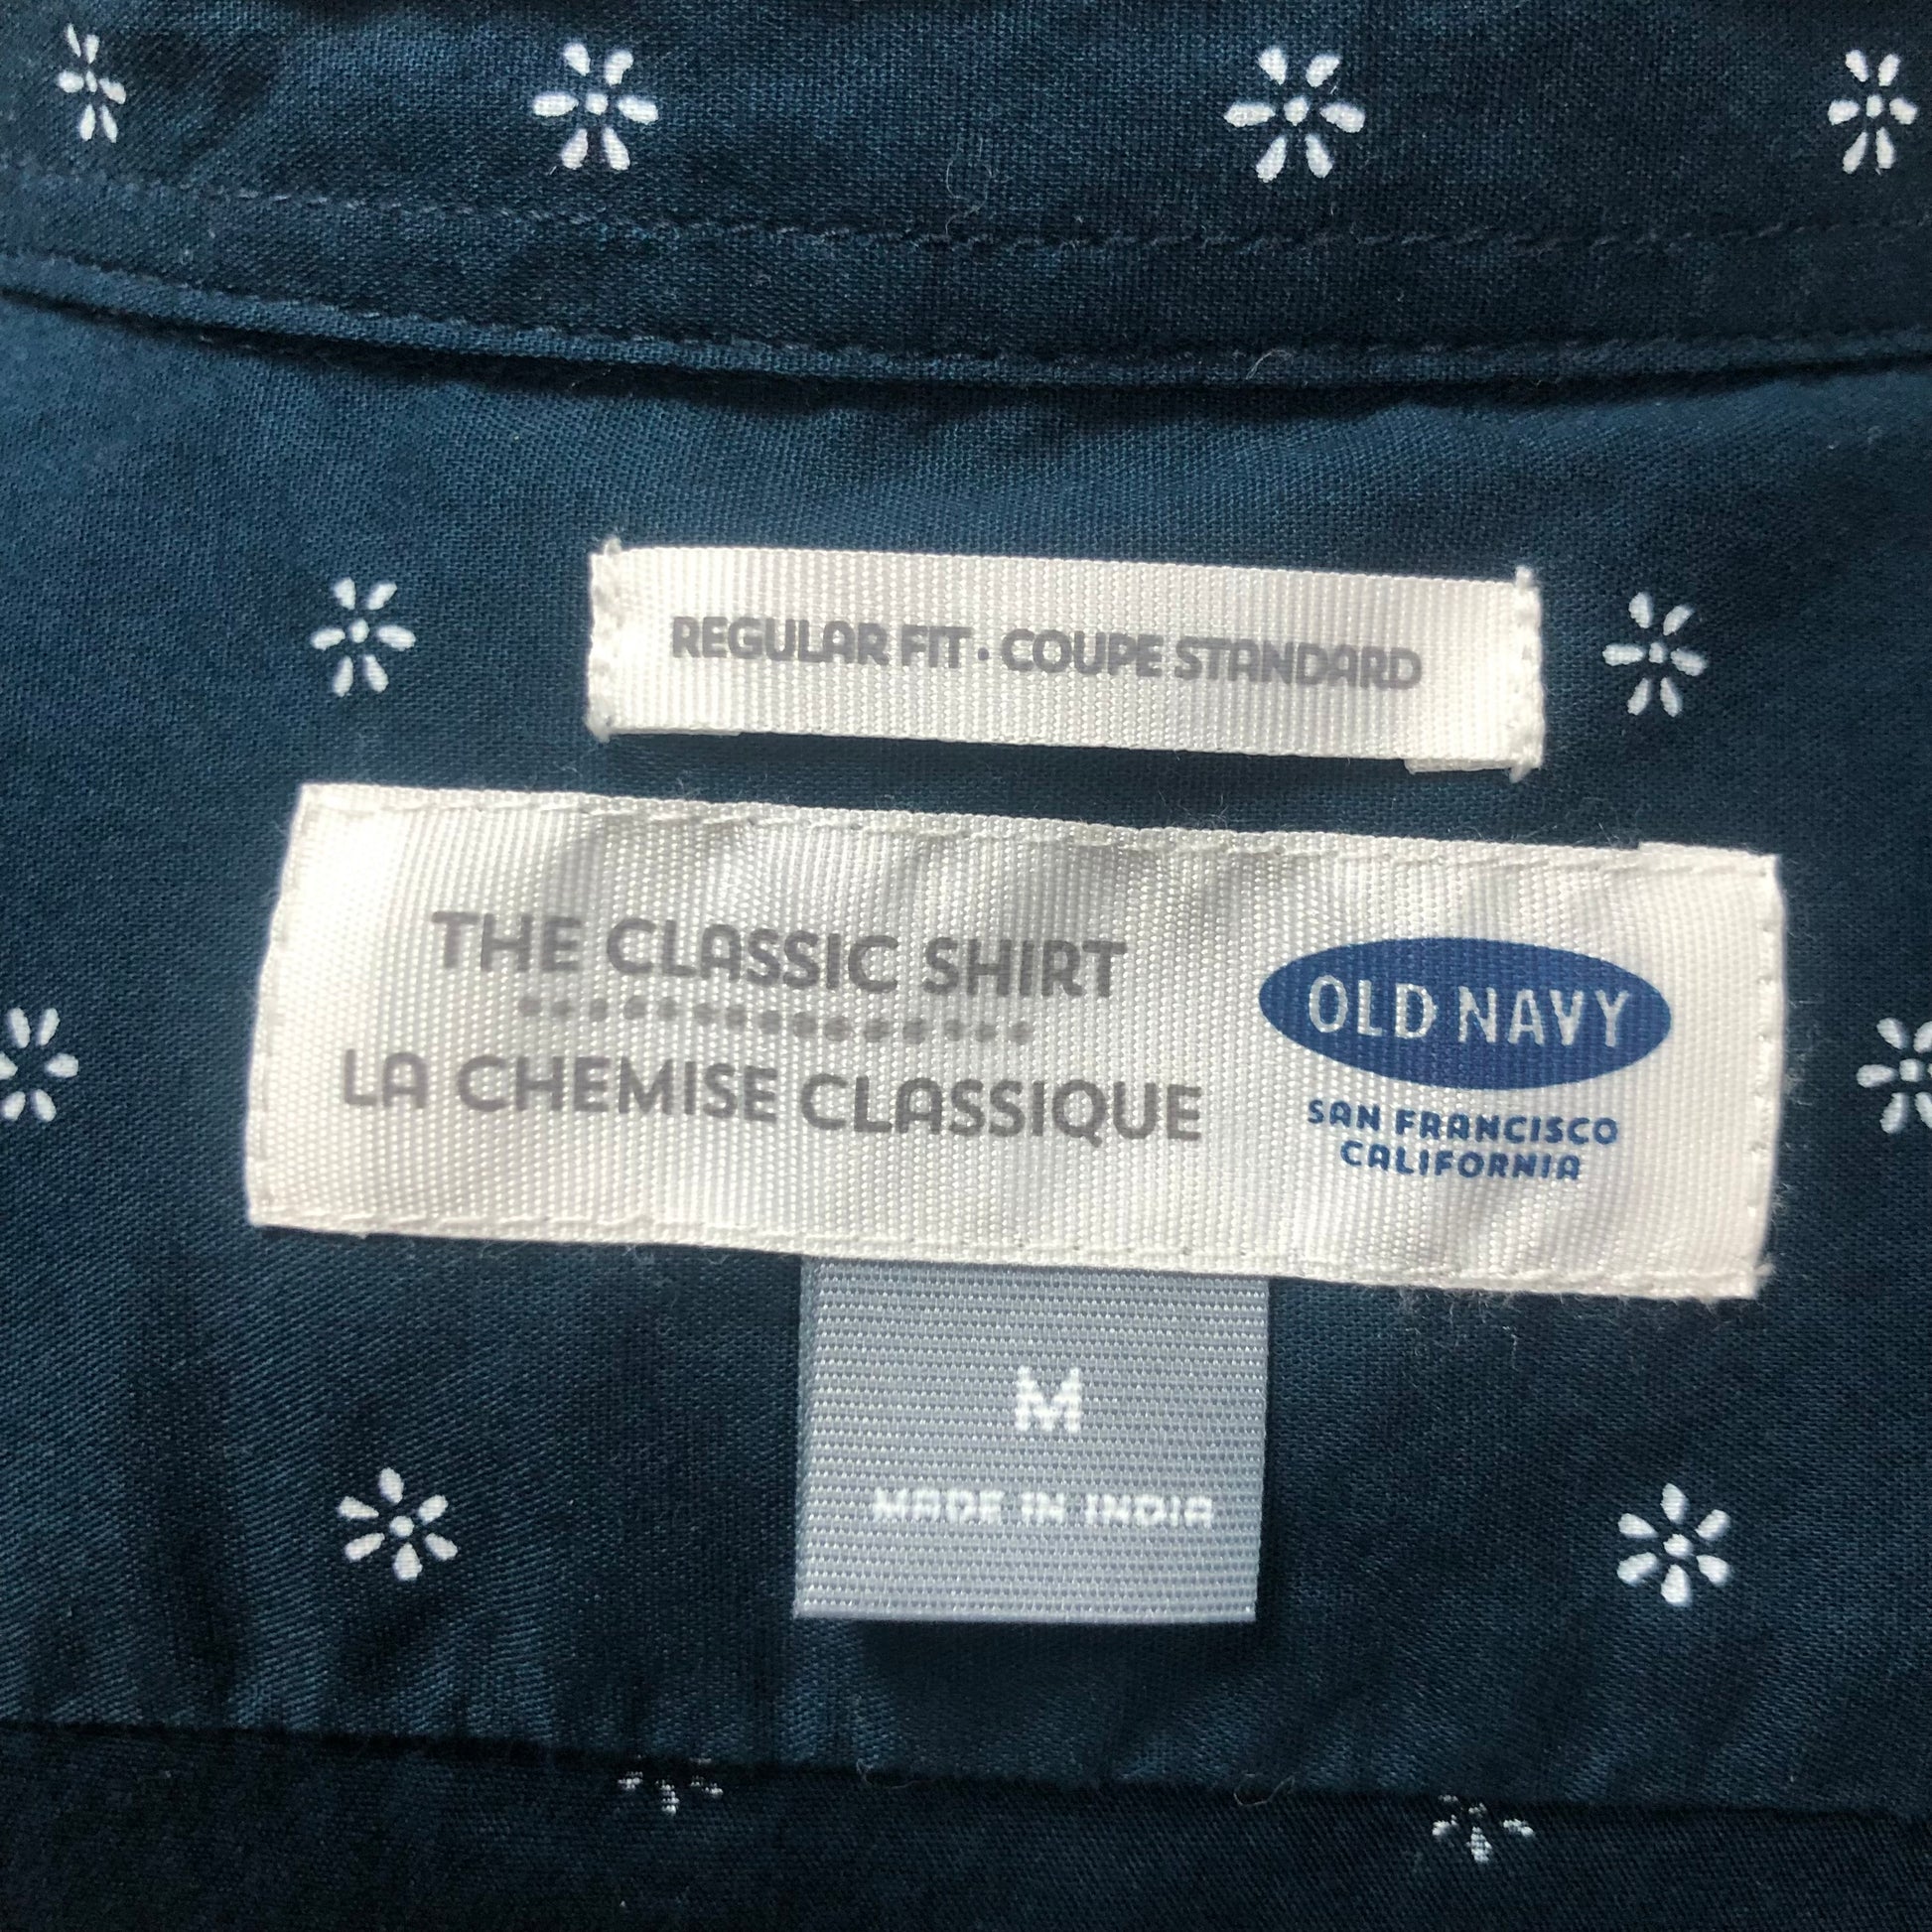 REGULAR FIT · COUPE STANDARD
THE CLASSIC SHIRT
LA CHEMISE CLASSIQUE
OLD NAVY
SAN FRANCISCO
CALIFORNIA
M
MADE IN INDIA